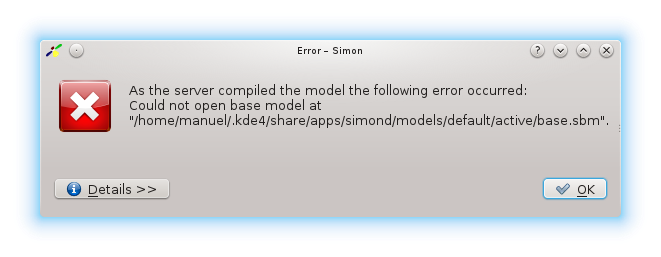 Error – Simon
As the server compiled the model the following error occurred:
Could not open base model at
"/home/manuel/.kde4/share/apps/simond/models/default/active/base.sbm".
Details >>
OK